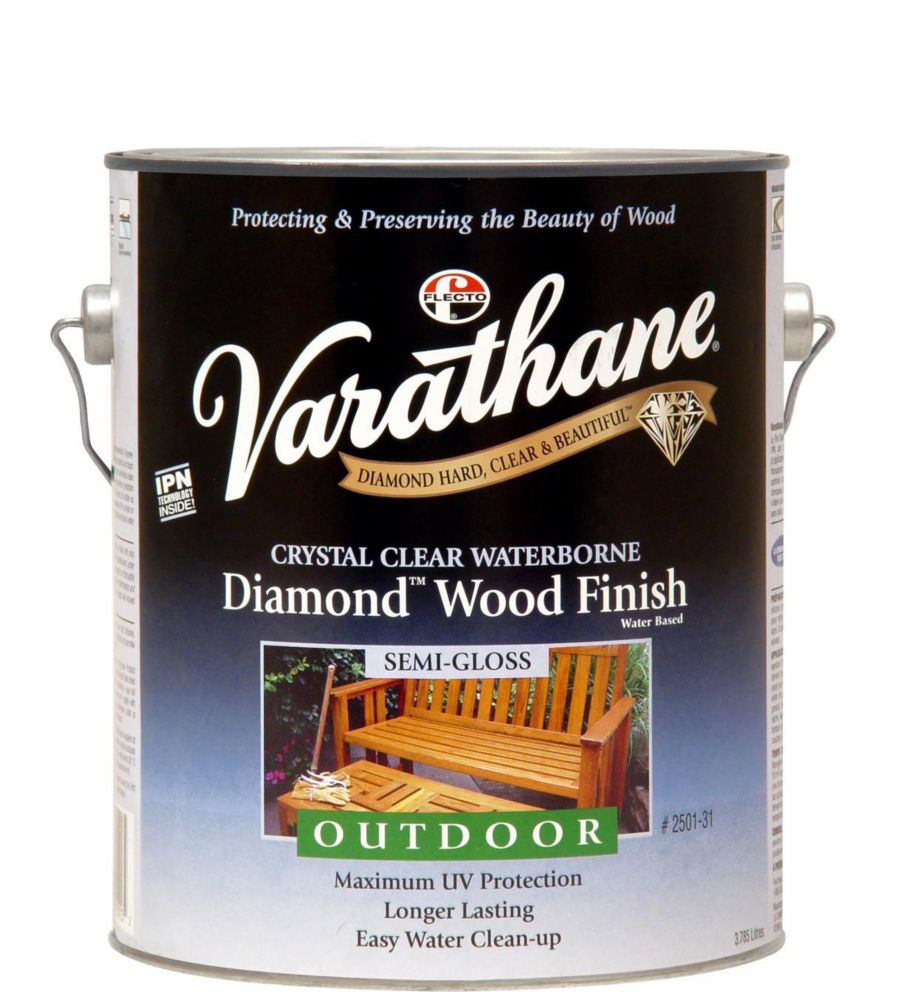 Protecting & Preserving the Beauty of Wood
FLECTO
®
Varathane®
DIAMOND HARD, CLEAR & BEAUTIFUL™
IPN
TECHNOLOGY
INSIDE!
CRYSTAL CLEAR WATERBORNE
Diamond™ Wood Finish
Water Based
SEMI-GLOSS
OUTDOOR
# 2501-31
Maximum UV Protection
Longer Lasting
Easy Water Clean-up
3.785 Litres